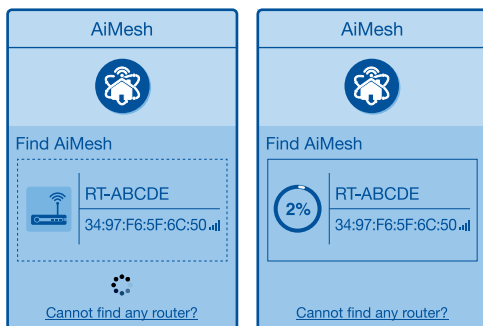 AiMesh
Find AiMesh
RT-ABCDE
34:97:F6:5F:6C:50
Cannot find any router?
AiMesh
Find AiMesh
2%
RT-ABCDE
34:97:F6:5F:6C:50
Cannot find any router?